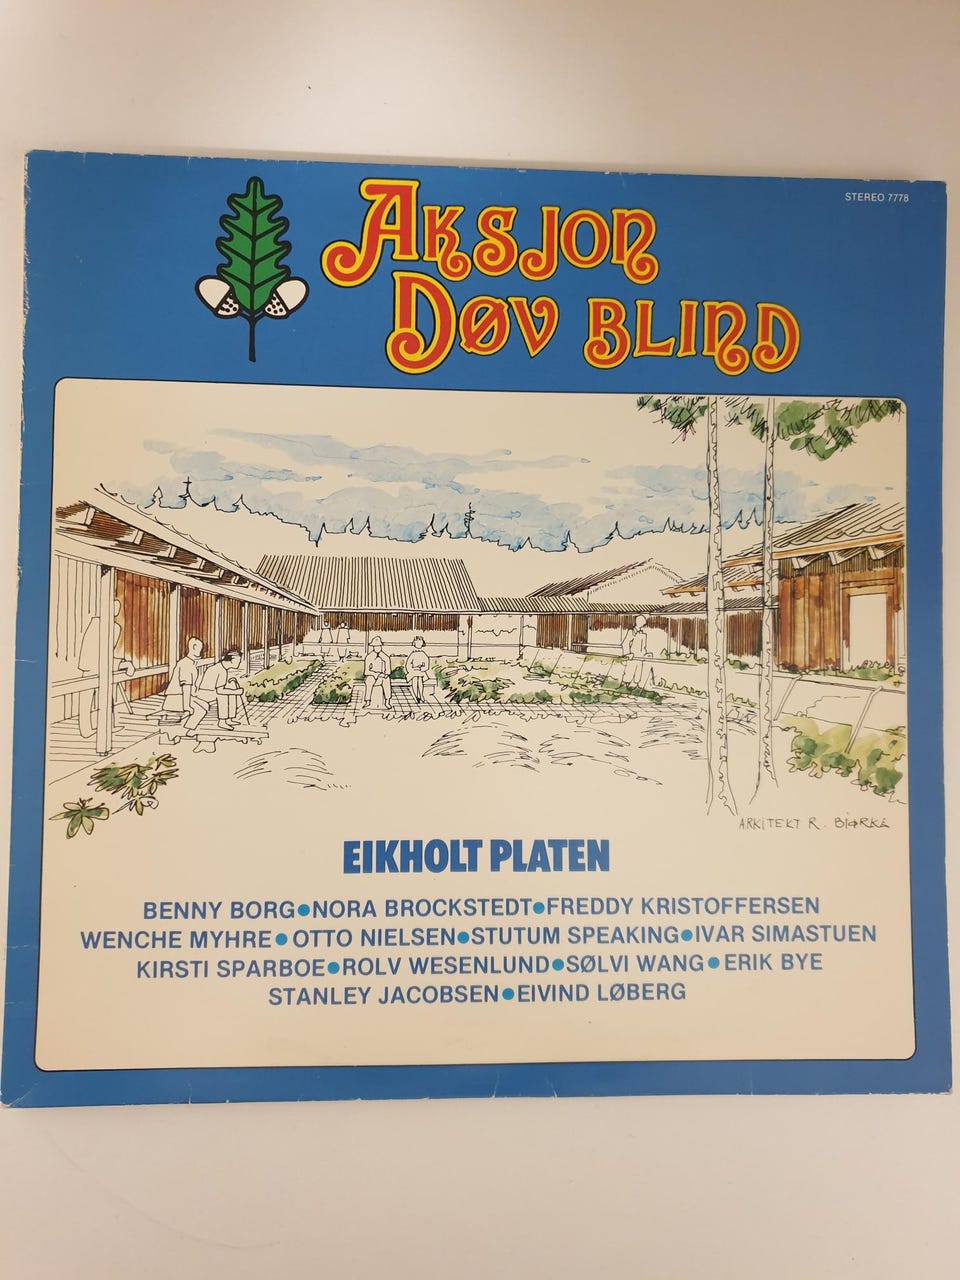 STEREO 7778
AKSJON
DØV BLIND
ARKITEKT R. BJØRKE
EIKHOLT PLATEN
BENNY BORG●NORA BROCKSTEDT●FREDDY KRISTOFFERSEN
WENCHE MYHRE●OTTO NIELSEN●STUTUM SPEAKING●IVAR SIMASTUEN
KIRSTI SPARBOE●ROLV WESENLUND●SØLVI WANG●ERIK BYE
STANLEY JACOBSEN●EIVIND LØBERG